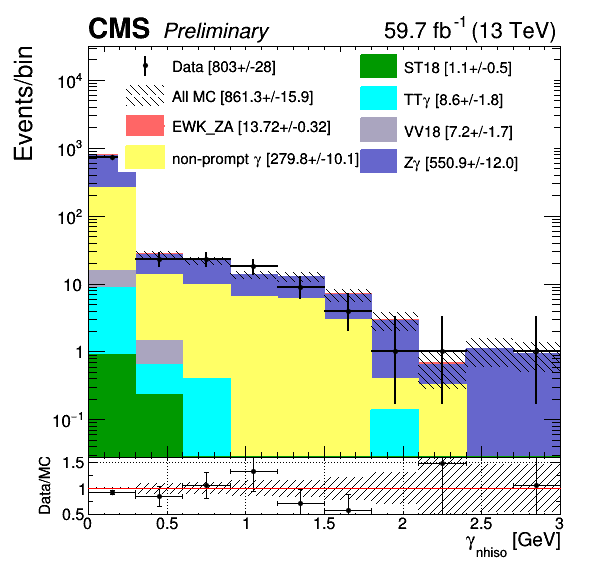 CMS Preliminary 59.7 fb⁻¹ (13 TeV)
Events/bin
Data [803+/-28]
All MC [861.3+/-15.9]
EWK_ZA [13.72+/-0.32]
non-prompt γ [279.8+/-10.1]
ST18 [1.1+/-0.5]
TTγ [8.6+/-1.8]
VV18 [7.2+/-1.7]
Zγ [550.9+/-12.0]
10⁴
10³
10²
10
1
10⁻¹
Data/MC
1.5
1
0.5
0 0.5 1 1.5 2 2.5 3
γnhiso [GeV]